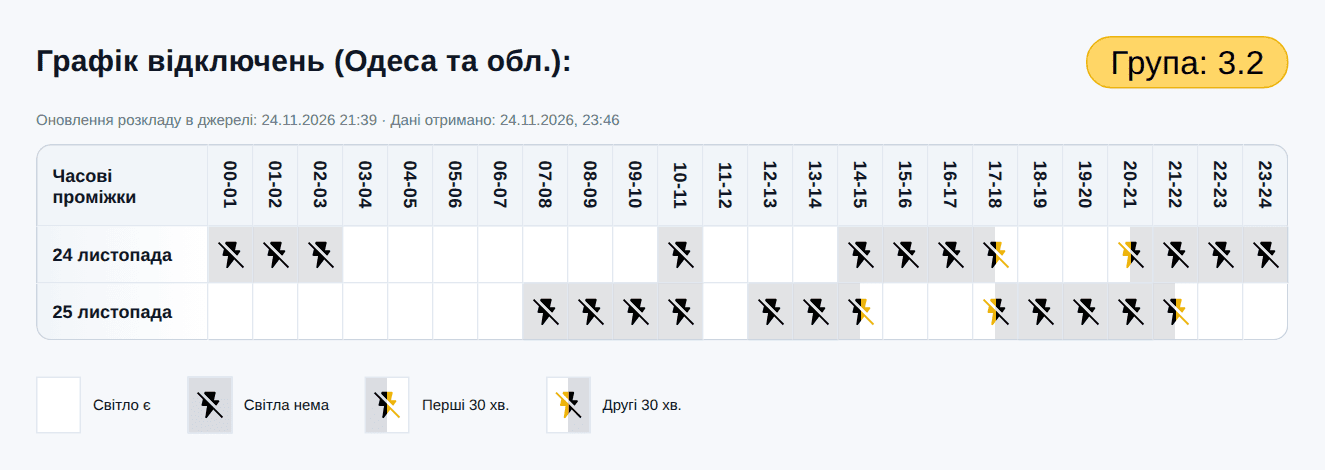 Графік відключень (Одеса та обл.):
Група: 3.2
Оновлення розкладу в джерелі: 24.11.2026 21:39 · Дані отримано: 24.11.2026, 23:46
Часові
проміжки
00-01 01-02 02-03 03-04 04-05 05-06 06-07 07-08 08-09 09-10 10-11 11-12 12-13 13-14 14-15 15-16 16-17 17-18 18-19 19-20 20-21 21-22 22-23 23-24
24 листопада
25 листопада
Світло є
Світла нема
Перші 30 хв.
Другі 30 хв.